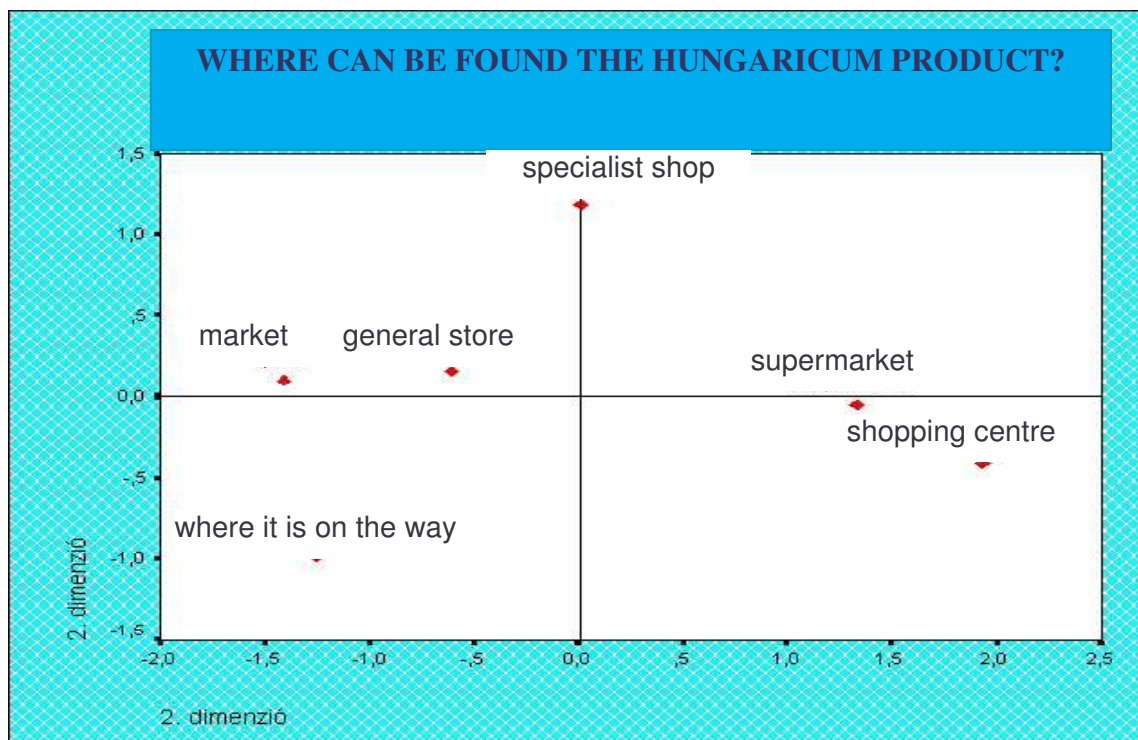 WHERE CAN BE FOUND THE HUNGARICUM PRODUCT?
1,5
specialist shop
1,0
,5
market
general store
supermarket
0,0
shopping centre
-,5
where it is on the way
-1,0
2. dimenzió
-1,5
-2,0 -1,5 -1,0 -,5 0,0 ,5 1,0 1,5 2,0 2,5
2. dimenzió